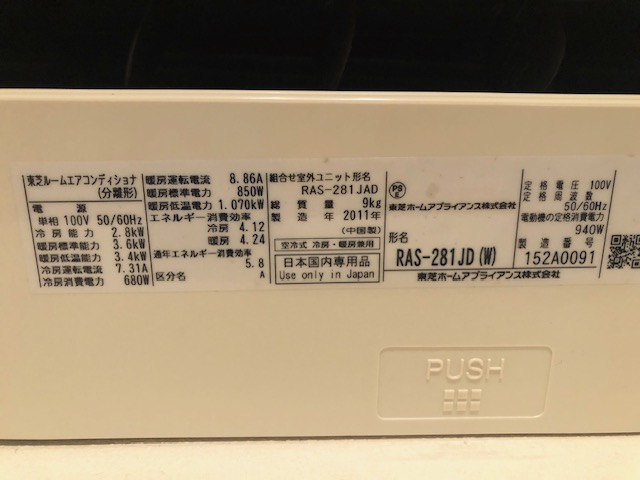 東芝ルームエアコンディショナ
(分離形)
電源
単相 100V 50/60Hz
冷房能力 2.8kW
暖房標準能力 3.6kW
暖房低温能力 3.4kW
冷房運転電流 7.31A
冷房消費電力 680W
暖房運転電流 8.86A
暖房標準電力 850W
暖房低温電力 1.070kW
エネルギー消費効率
冷房 4.12
暖房 4.24
通年エネルギー消費効率
5.8
区分名 A
組合せ室外ユニット形名
RAS-281JAD
総質量 9kg
製造年 2011年
(中国製)
空冷式 冷房・暖房兼用
日本国内専用品
Use only in Japan
PS
E
東芝ホームアプライアンス株式会社
形名
RAS-281JD(W)
定格電圧 100V
定格周波数
50/60Hz
電動機の定格消費電力
940W
製造番号
152A0091
東芝ホームアプライアンス株式会社
PUSH